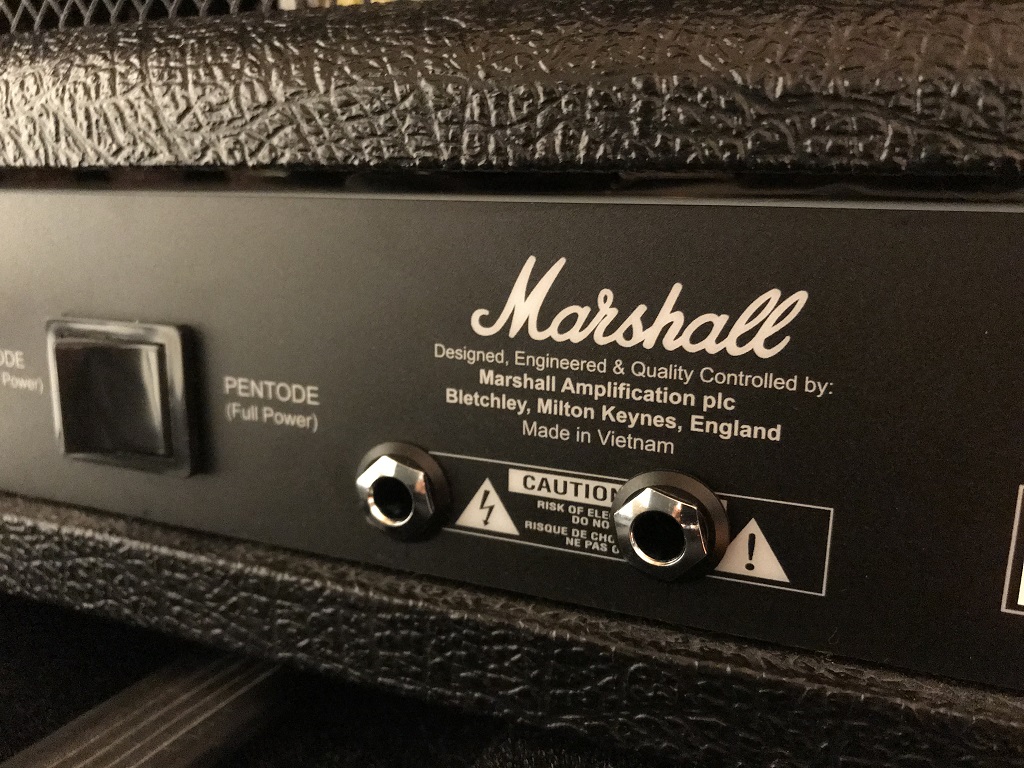 Marshall
Designed, Engineered & Quality Controlled by:
Marshall Amplification plc
Bletchley, Milton Keynes, England
Made in Vietnam
ODE
Power)
PENTODE
(Full Power)
CAUTION
RISK OF ELE
DO NO
RISQUE DE CHO
NE PAS